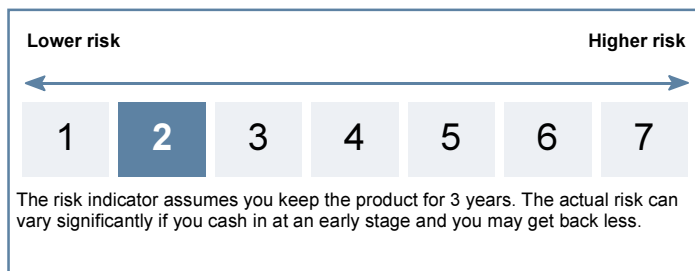 Lower risk Higher risk
1 2 3 4 5 6 7
The risk indicator assumes you keep the product for 3 years. The actual risk can
vary significantly if you cash in at an early stage and you may get back less.